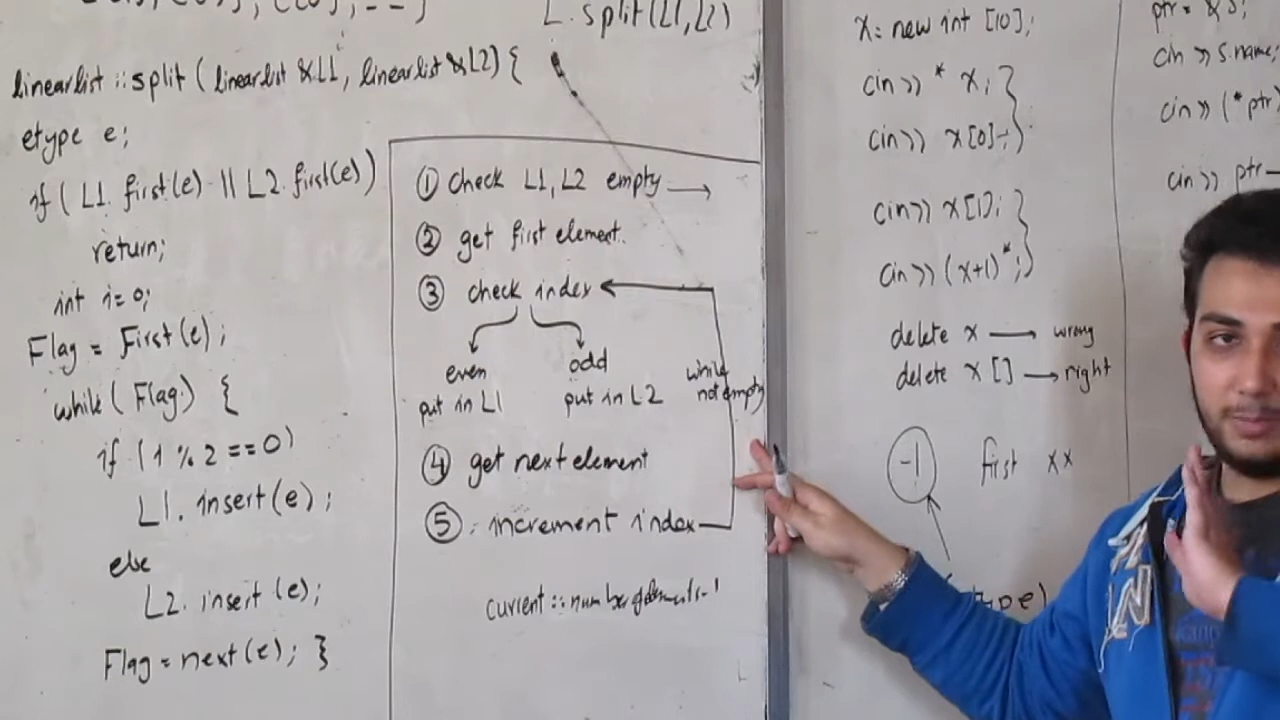 L.split(L1,L2)
linearlist::split(linearlist &L1, linearlist &L2){
etype e;
if(L1.first(e) || L2.first(e))
return;
int i=0;
Flag = First(e);
while(Flag) {
if(1%2==0)
L1.insert(e);
else
L2.insert(e);
Flag=next(e); }
① check L1,L2 empty →
② get first element.
③ check index
even odd
put in L1 put in L2
while
not empty
④ get next element
⑤ increment index
current::
x=new int [10];
cin>> * x;
cin>> x[0];
cin>> x[1];
cin>> (x+1)*;
delete x → wrong
delete x [] → right
-1 first xx
ptr= &S;
cin >> s.name;
cin >> (*ptr)
cin >> ptr